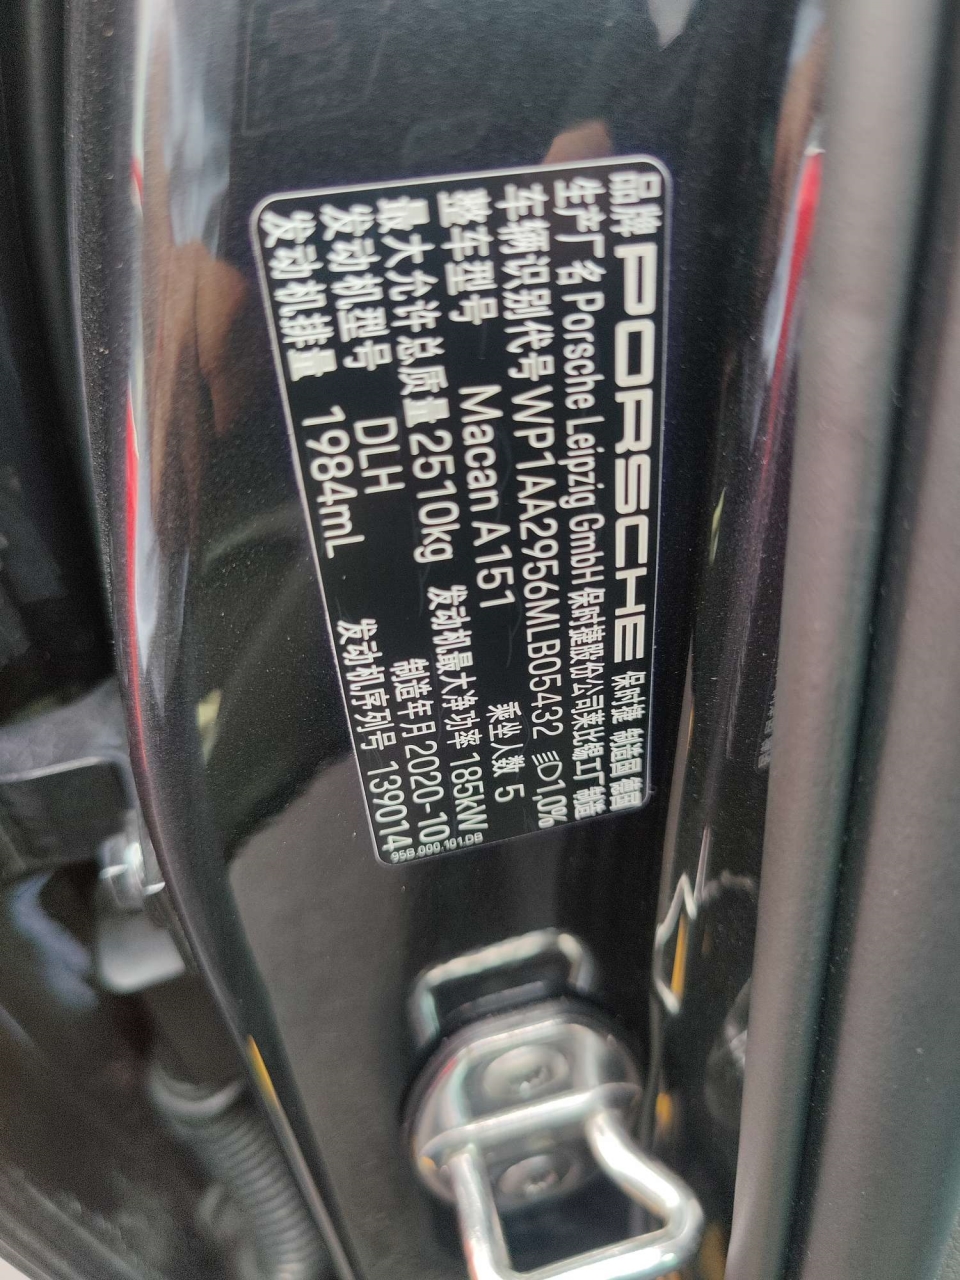 品牌 PORSCHE 保时捷 制造国 德国
生产厂名 Porsche Leipzig GmbH 保时捷股份公司莱比锡工厂 制造
车辆识别代号 WP1AA2956MLB05432 D1,0%
整车型号 Macan A151 乘坐人数 5
最大允许总质量 2510kg 发动机最大净功率 185kW
发动机型号 DLH 制造年月 2020-10
发动机排量 1984mL 发动机序列号 139014
95B.000.101.DB